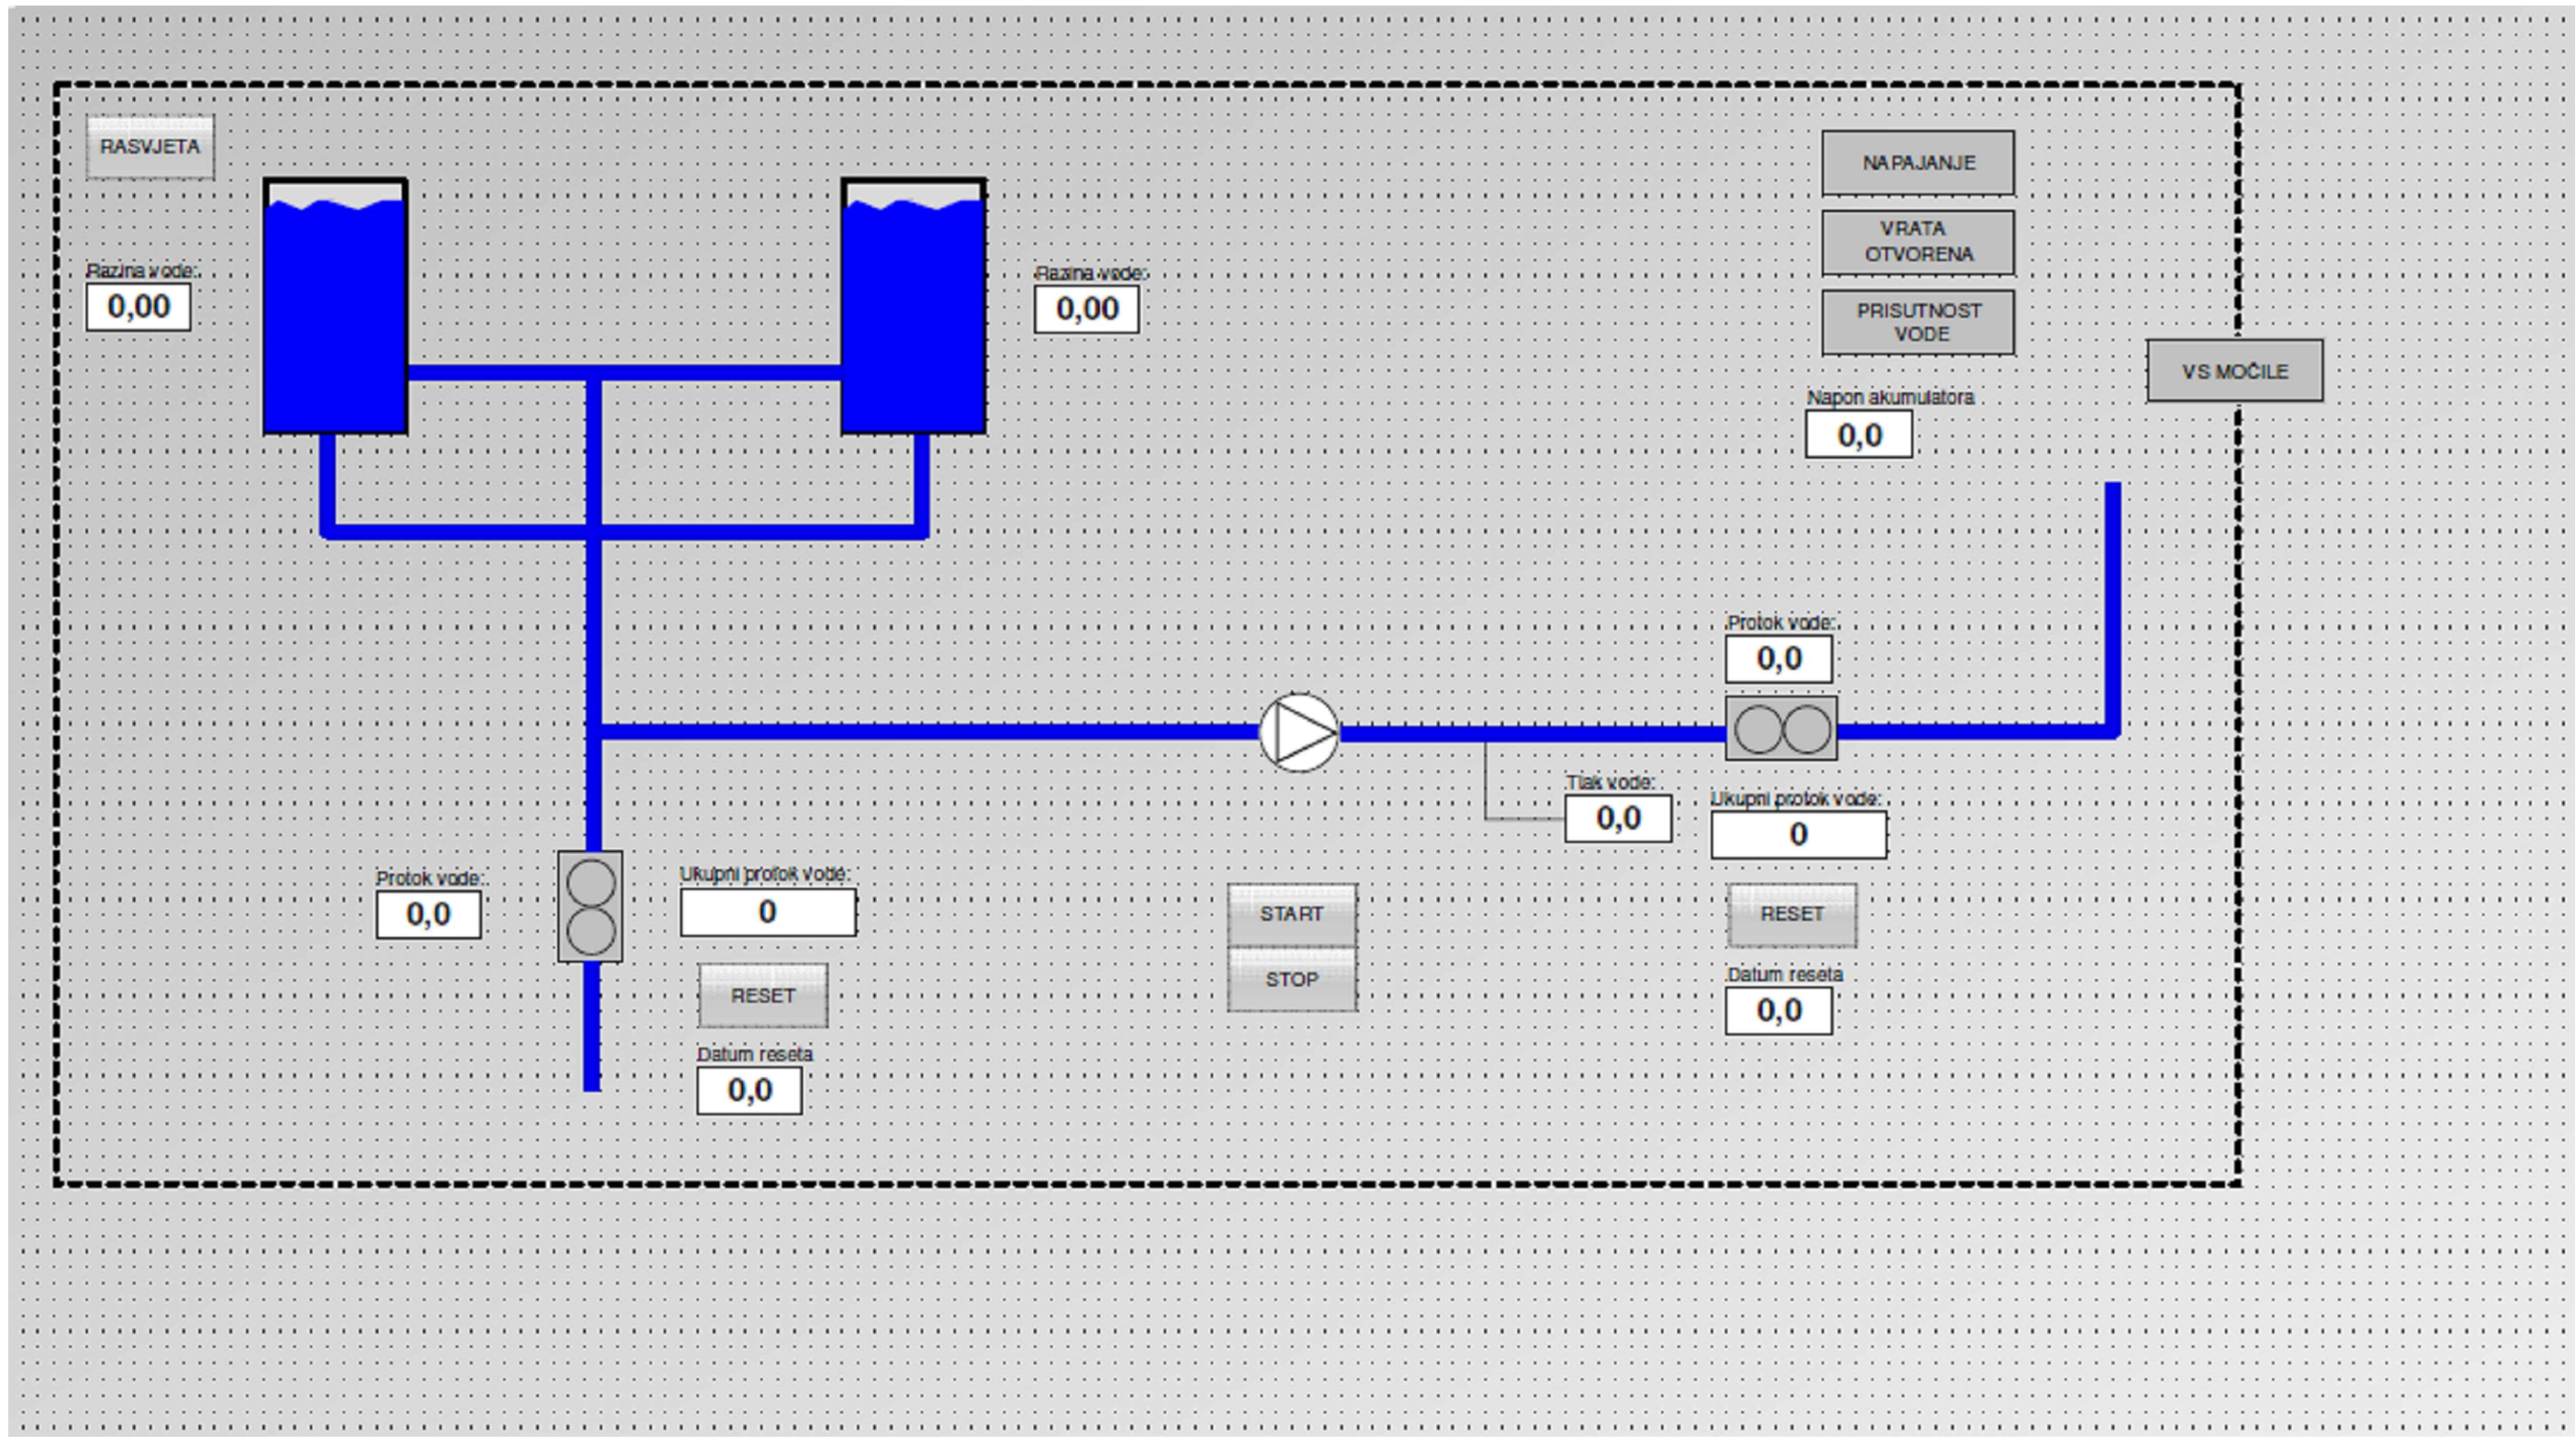 RASVJETA
NAPAJANJE
VRATA
OTVORENA
Razina vode:
0,00
Razina vode:
0,00
PRISUTNOST
VODE
VS MOČILE
Napon akumulatora
0,0
Protok vode:
0,0
Tlak vode:
0,0
Ukupni protok vode:
0
Protok vode:
0,0
Ukupni protok vode:
0
START
STOP
RESET
Datum reseta
0,0
RESET
Datum reseta
0,0